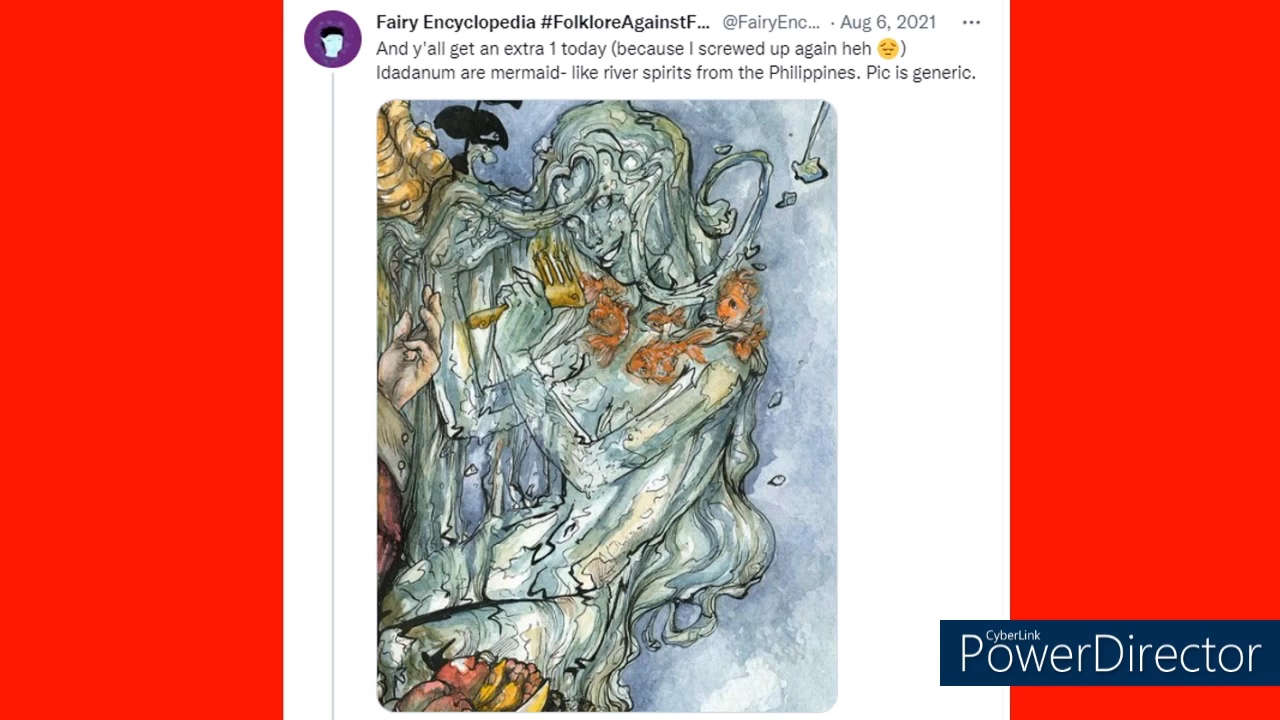 Fairy Encyclopedia #FolkloreAgainstF... @FairyEnc... · Aug 6, 2021 ...
And y'all get an extra 1 today (because I screwed up again heh 😔)
Idadanum are mermaid- like river spirits from the Philippines. Pic is generic.
CyberLink
PowerDirector